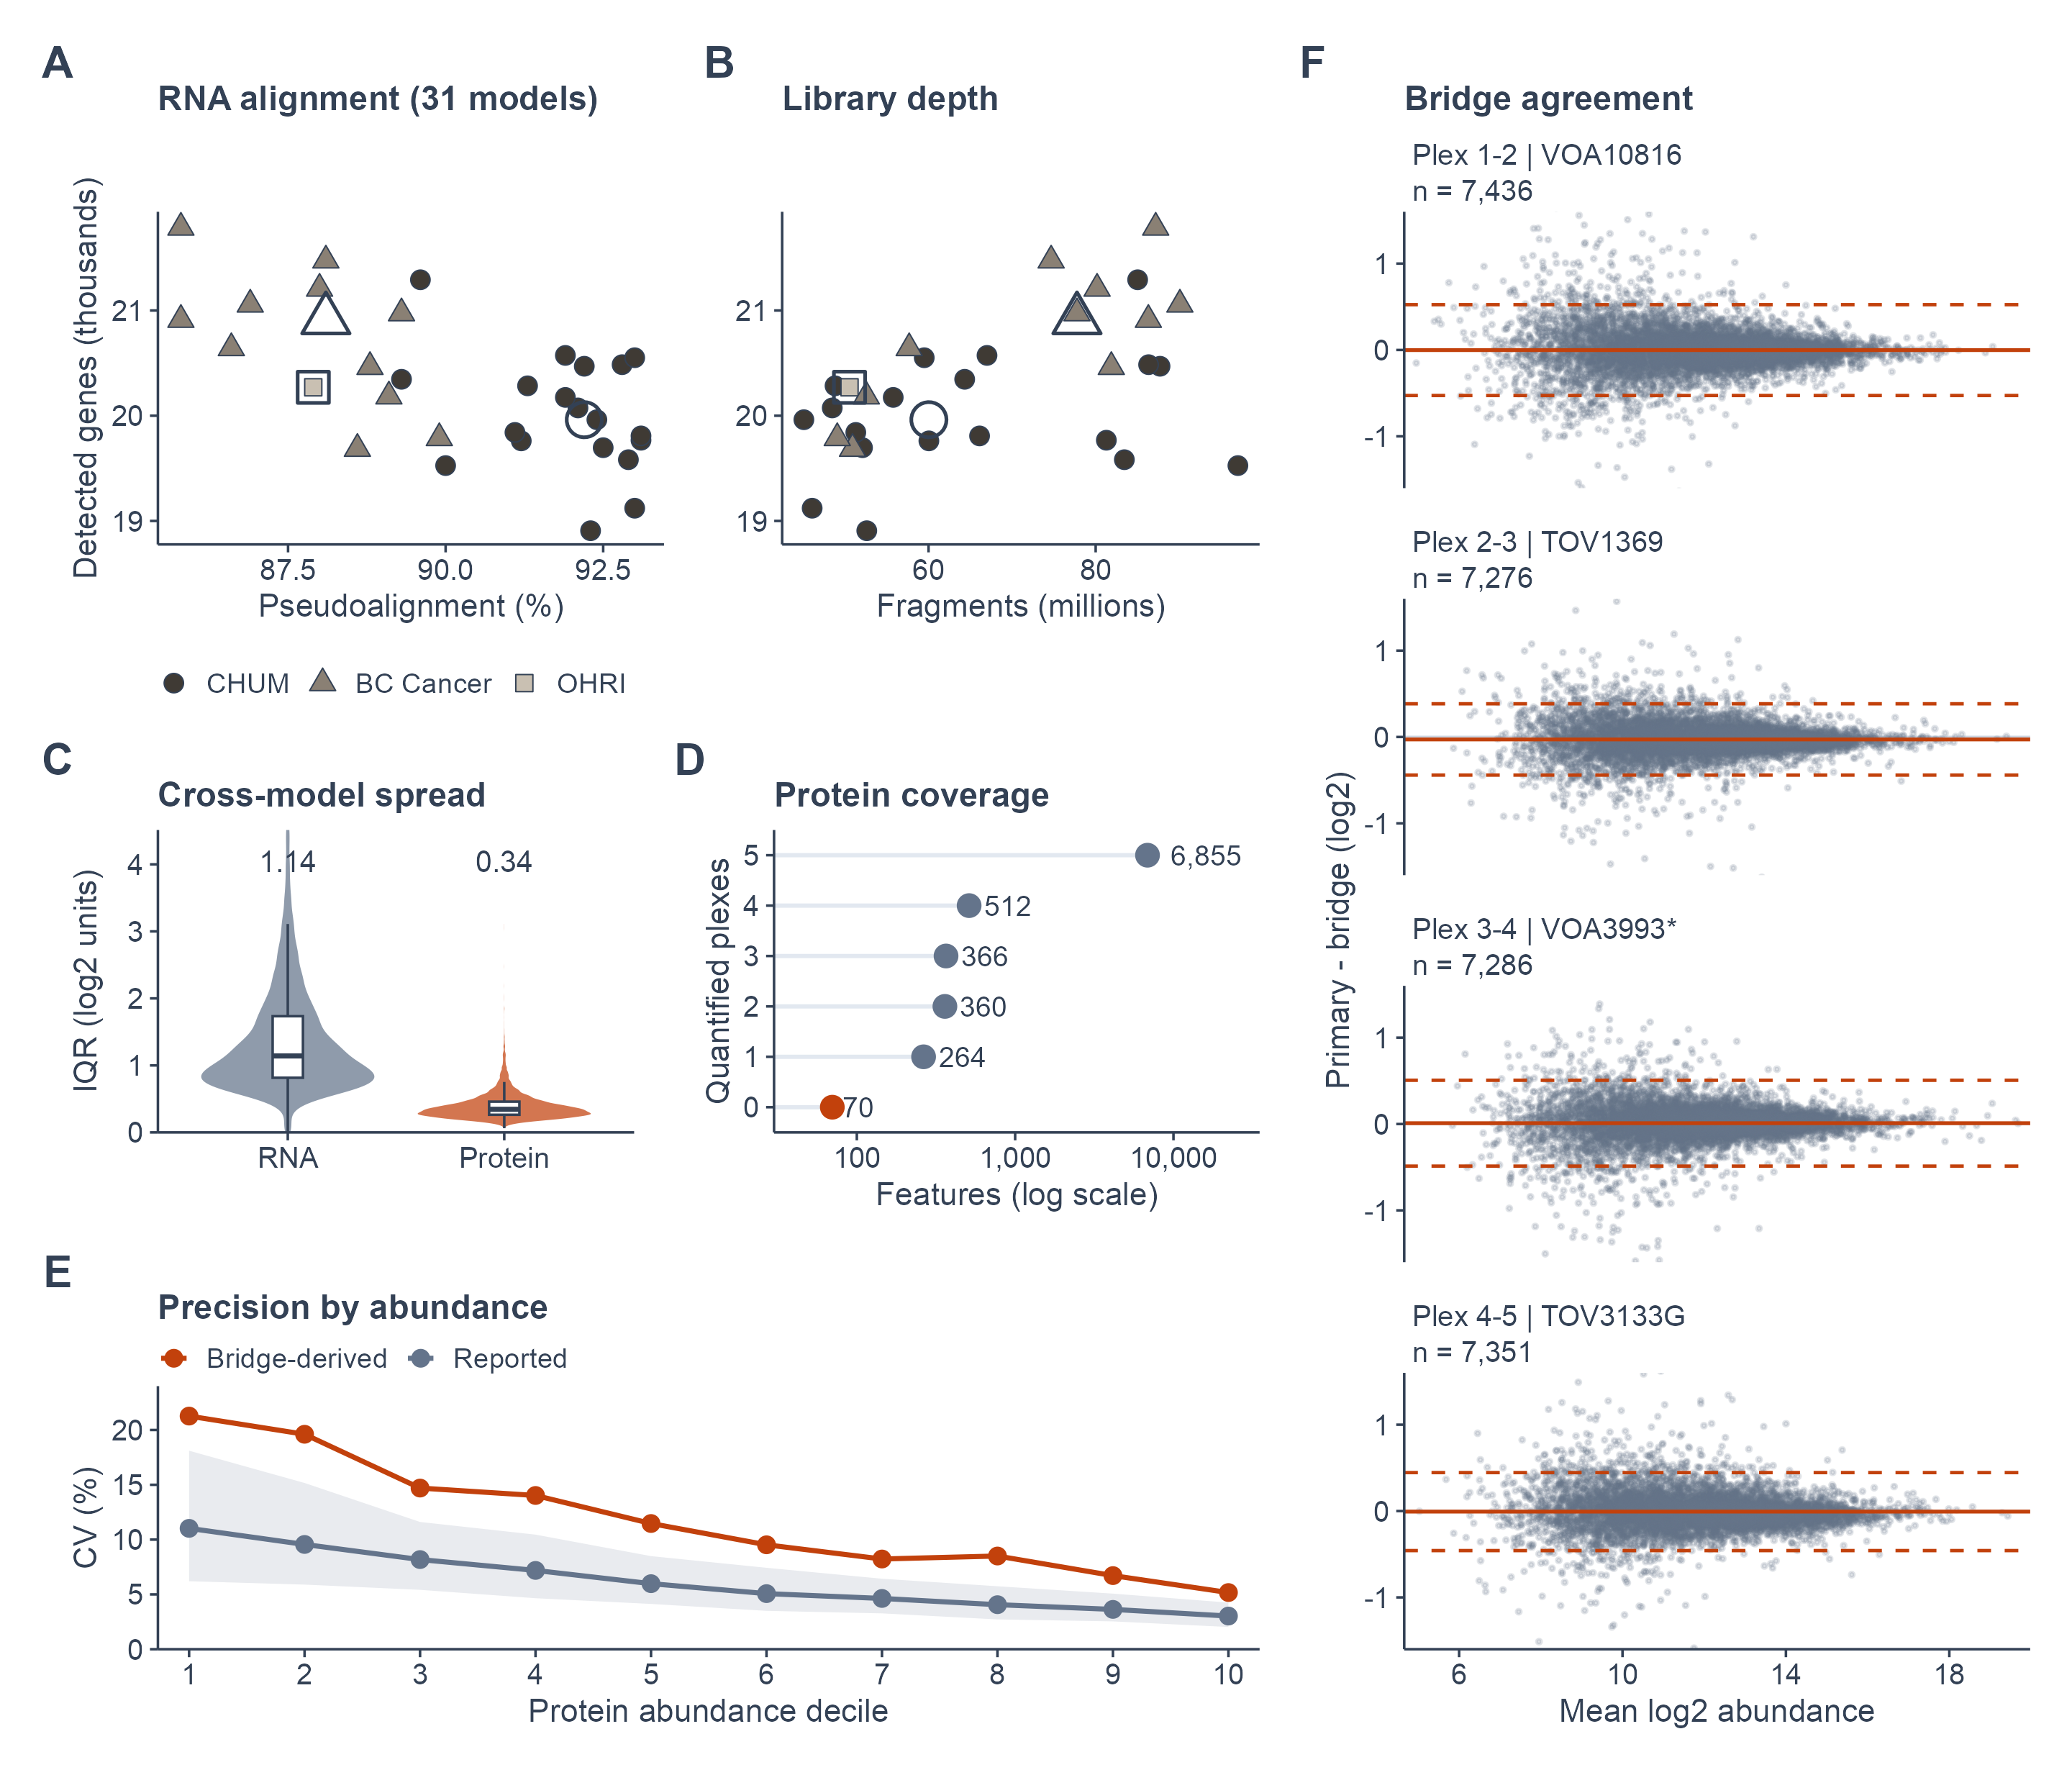 A
RNA alignment (31 models)
Detected genes (thousands)
21
20
19
87.5 90.0 92.5
Pseudoalignment (%)
CHUM BC Cancer OHRI
B
Library depth
21
20
19
60 80
Fragments (millions)
C
Cross-model spread
IQR (log2 units)
4
3
2
1
0
1.14 0.34
RNA Protein
D
Protein coverage
Quantified plexes
5 6,855
4 512
3 366
2 360
1 264
0 70
100 1,000 10,000
Features (log scale)
E
Precision by abundance
Bridge-derived Reported
CV (%)
20
15
10
5
0
1 2 3 4 5 6 7 8 9 10
Protein abundance decile
F
Bridge agreement
Primary - bridge (log2)
Plex 1-2 | VOA10816
n = 7,436
1
0
-1
Plex 2-3 | TOV1369
n = 7,276
1
0
-1
Plex 3-4 | VOA3993*
n = 7,286
1
0
-1
Plex 4-5 | TOV3133G
n = 7,351
1
0
-1
6 10 14 18
Mean log2 abundance